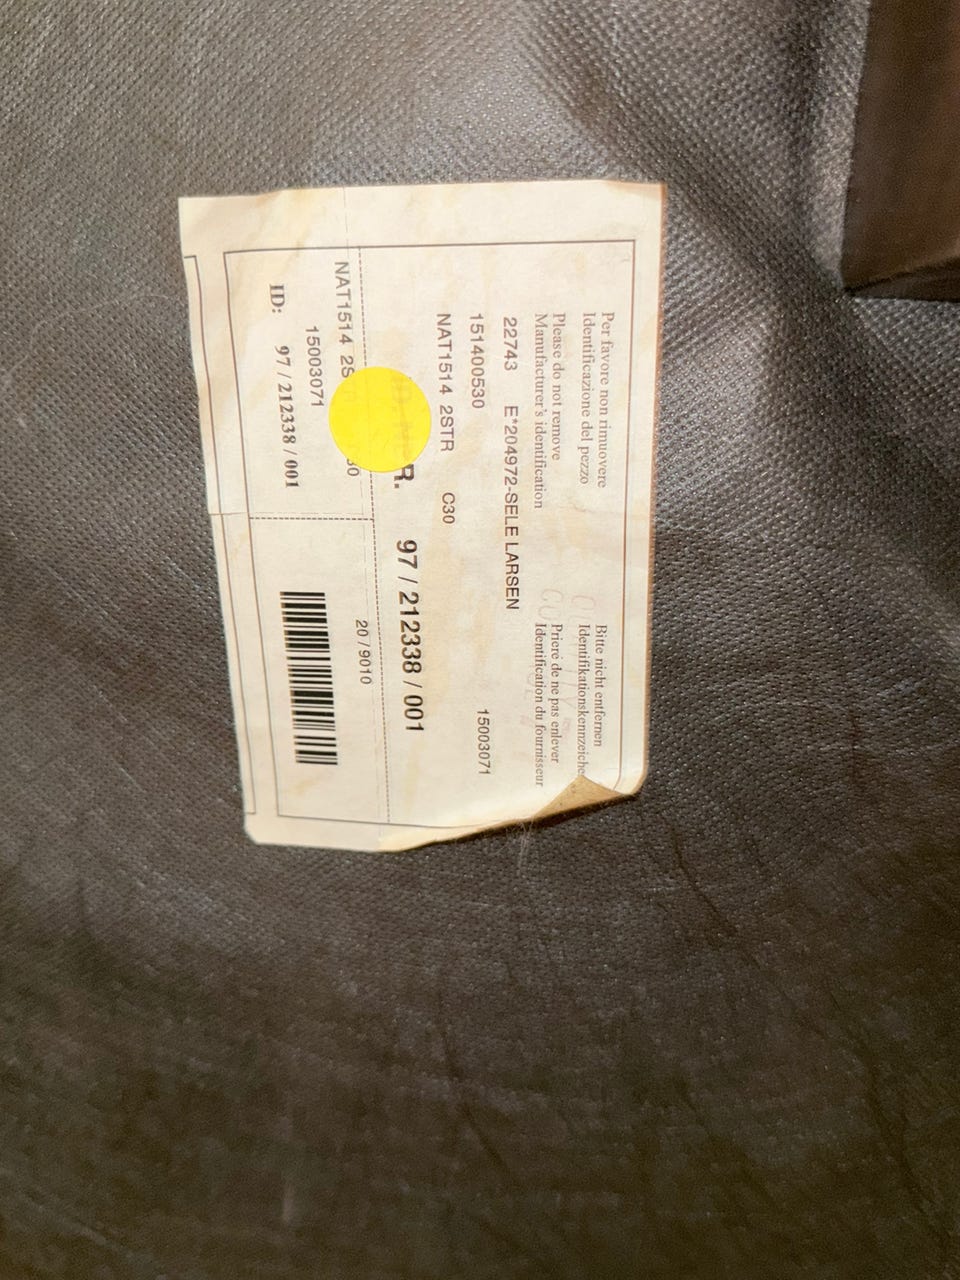 Per favore non rimuovere
Identificazione del pezzo
Bitte nicht entfernen
Identifikationskennzeiche
Please do not remove
Manufacturer's identification
Prieré de ne pas enlever
Identification du fournisseur
22743 E*204972-SELE LARSEN
151400530 15003071
NAT1514 2STR C30
97 / 212338 / 001
NAT1514
20 / 9010
15003071
ID: 97 / 212338 / 001